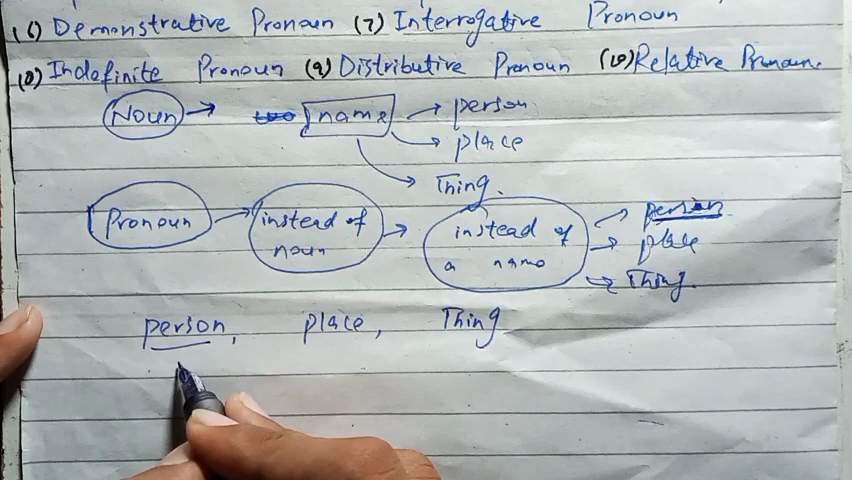 (6) Demonstrative Pronoun (7) Interrogative Pronoun
(8) Indefinite Pronoun (9) Distributive Pronoun (10) Relative Pronoun.
Noun → name → person
→ place
→ Thing.
Pronoun → instead of noun → instead of a name → person
→ place
→ Thing.
person, place, Thing